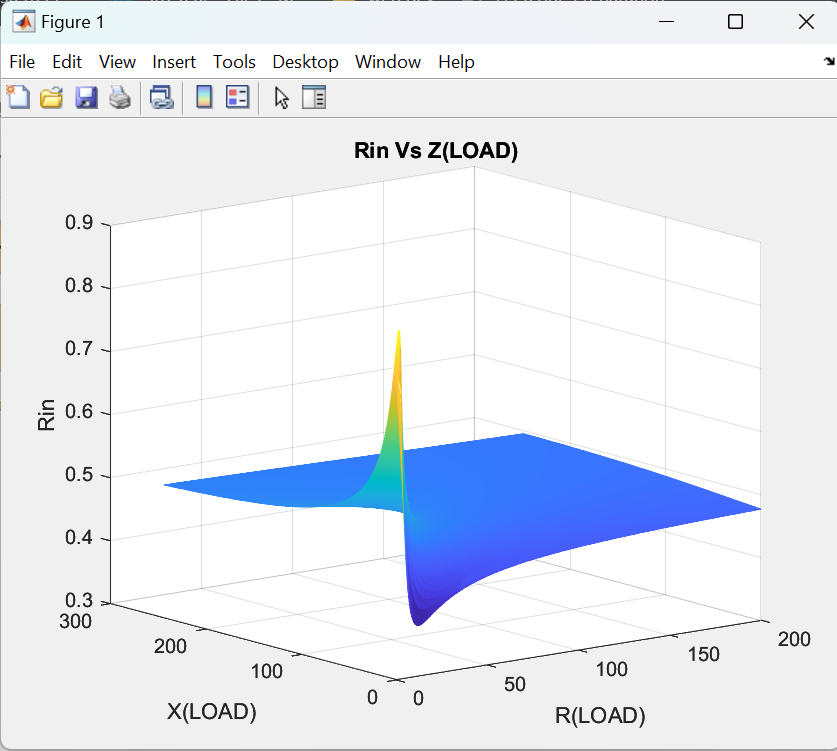 Figure 1
File Edit View Insert Tools Desktop Window Help
Rin Vs Z(LOAD)
0.9
0.8
0.7
0.6
0.5
0.4
0.3
Rin
300
200
100
0
X(LOAD)
0
50
100
150
200
R(LOAD)